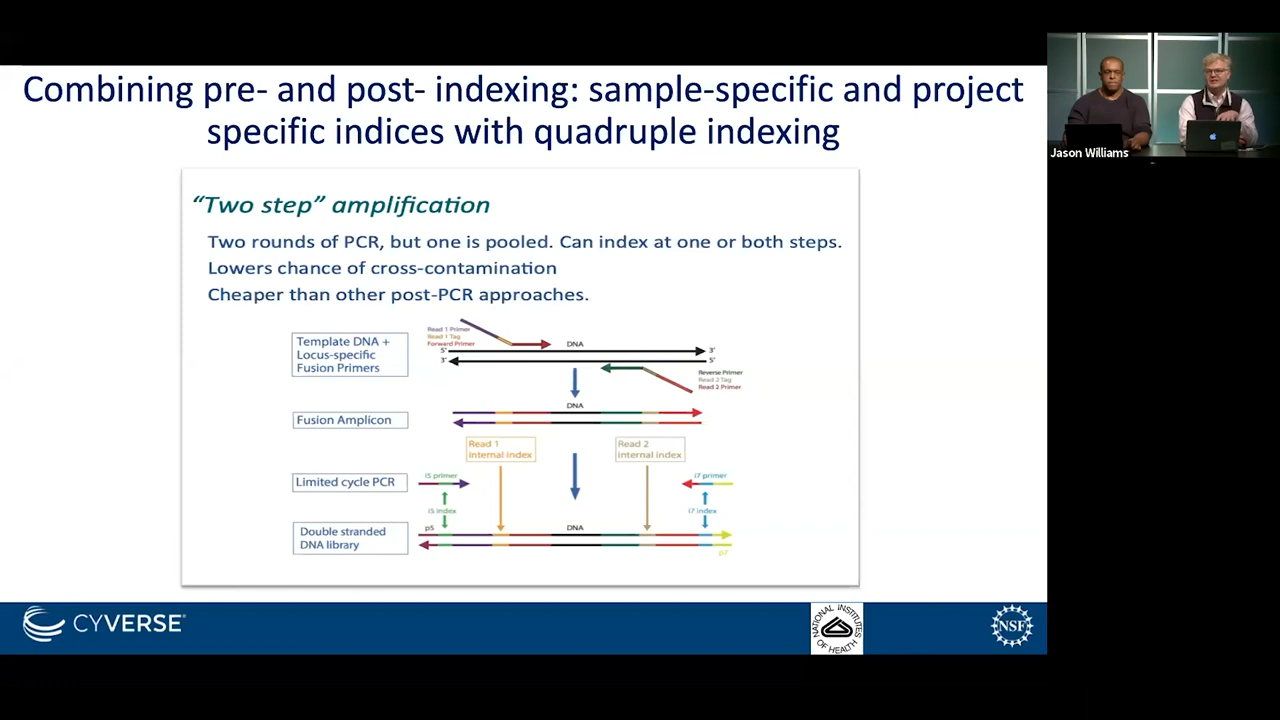 Combining pre- and post- indexing: sample-specific and project
specific indices with quadruple indexing
Jason Williams
“Two step” amplification
Two rounds of PCR, but one is pooled. Can index at one or both steps.
Lowers chance of cross-contamination
Cheaper than other post-PCR approaches.
Template DNA +
Locus-specific
Fusion Primers
Read 1 Primer
Read 1 Tag
Forward Primer
DNA
5'
3'
3'
5'
Reverse Primer
Read 2 Tag
Read 2 Primer
Fusion Amplicon
DNA
Read 1
Internal index
Read 2
internal index
Limited cycle PCR
i5 primer
i7 primer
i5 index
i7 index
Double stranded
DNA library
p5
DNA
p7
CYVERSE®
NATIONAL INSTITUTES
OF HEALTH
NSF